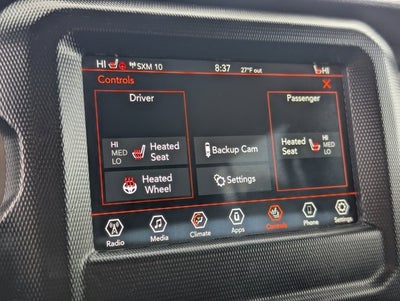 HI SXM 10 8:37 27°F out HI
Controls
Driver
Passenger
HI
MED
LO
Heated
Seat
Backup Cam
Heated
Seat
HI
MED
LO
Heated
Wheel
Settings
Radio Media Climate Apps Controls Phone Settings